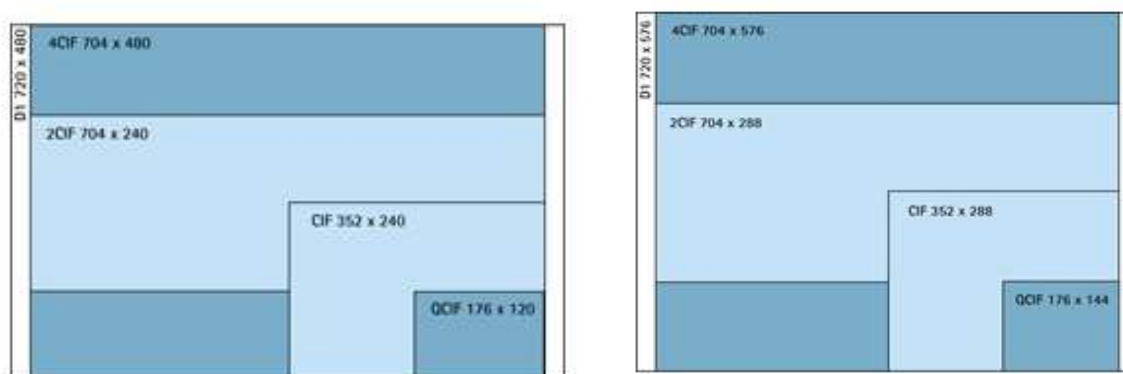 D1 720 x 480
4CIF 704 x 480
2CIF 704 x 240
CIF 352 x 240
QCIF 176 x 120
D1 720 x 576
4CIF 704 x 576
2CIF 704 x 288
CIF 352 x 288
QCIF 176 x 144